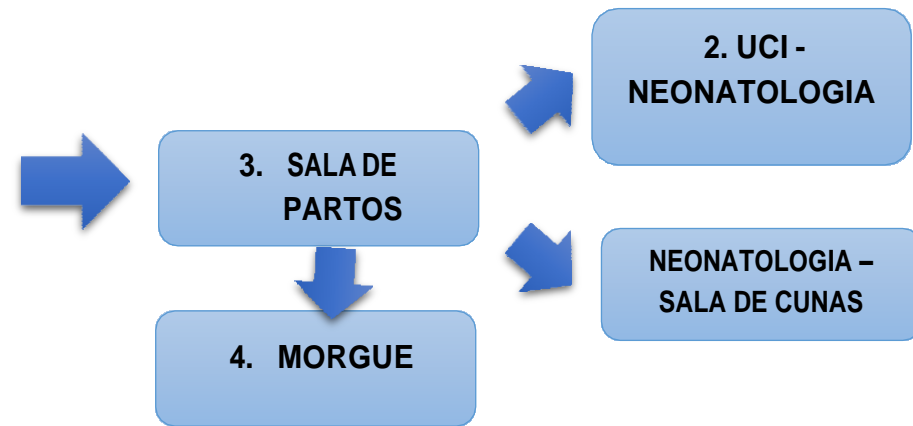 2. UCI -
NEONATOLOGIA
3. SALA DE
PARTOS
NEONATOLOGIA –
SALA DE CUNAS
4. MORGUE